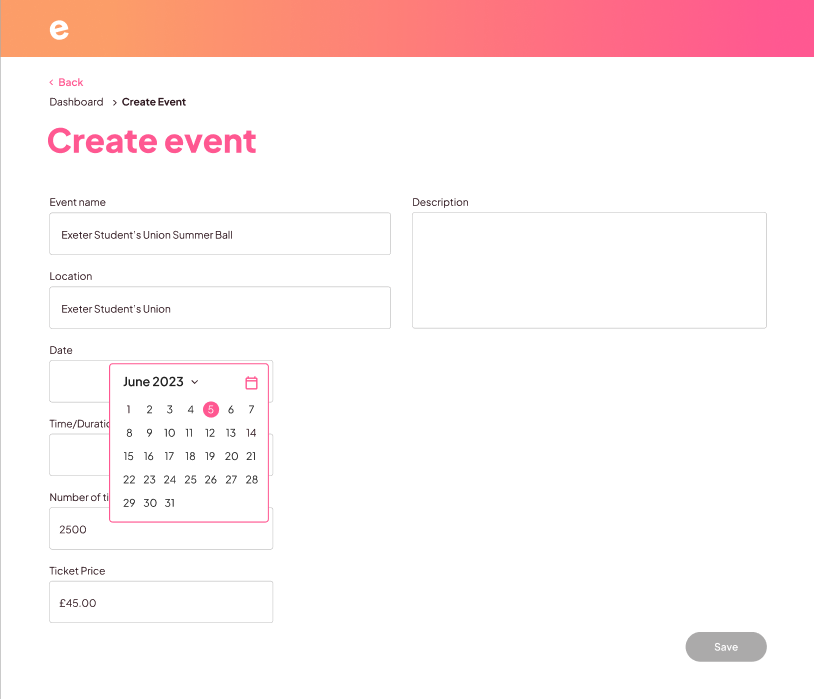 e
< Back
Dashboard > Create Event
Create event
Event name
Exeter Student's Union Summer Ball
Location
Exeter Student's Union
Date
June 2023
1 2 3 4 5 6 7
8 9 10 11 12 13 14
15 16 17 18 19 20 21
22 23 24 25 26 27 28
29 30 31
Time/Duratio
Number of ti
2500
Ticket Price
£45.00
Description
Save